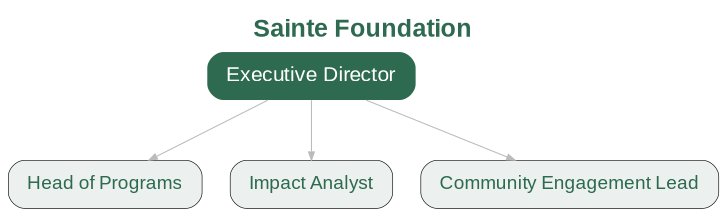 Sainte Foundation
Executive Director
Head of Programs
Impact Analyst
Community Engagement Lead